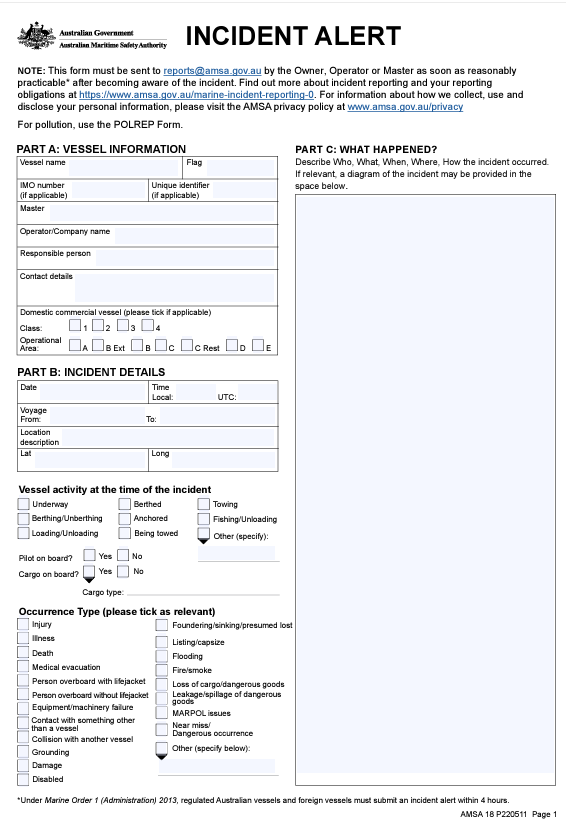 Australian Government
Australian Maritime Safety Authority
INCIDENT ALERT
NOTE: This form must be sent to reports@amsa.gov.au by the Owner, Operator or Master as soon as reasonably
practicable* after becoming aware of the incident. Find out more about incident reporting and your reporting
obligations at https://www.amsa.gov.au/marine-incident-reporting-0. For information about how we collect, use and
disclose your personal information, please visit the AMSA privacy policy at www.amsa.gov.au/privacy
For pollution, use the POLREP Form.
PART A: VESSEL INFORMATION
Vessel name
Flag
IMO number
(if applicable)
Unique identifier
(if applicable)
Master
Operator/Company name
Responsible person
Contact details
Domestic commercial vessel (please tick if applicable)
Class: 1 2 3 4
Operational
Area: A B Ext B C C Rest D E
PART B: INCIDENT DETAILS
Date
Time
Local: UTC:
Voyage
From: To:
Location
description
Lat
Long
Vessel activity at the time of the incident
Underway
Berthed
Towing
Berthing/Unberthing
Anchored
Fishing/Unloading
Loading/Unloading
Being towed
Other (specify):
Pilot on board? Yes No
Cargo on board? Yes No
Cargo type:
Occurrence Type (please tick as relevant)
Injury
Illness
Death
Medical evacuation
Person overboard with lifejacket
Person overboard without lifejacket
Equipment/machinery failure
Contact with something other
than a vessel
Collision with another vessel
Grounding
Damage
Disabled
Foundering/sinking/presumed lost
Listing/capsize
Flooding
Fire/smoke
Loss of cargo/dangerous goods
Leakage/spillage of dangerous
goods
MARPOL issues
Near miss/
Dangerous occurrence
Other (specify below):
PART C: WHAT HAPPENED?
Describe Who, What, When, Where, How the incident occurred.
If relevant, a diagram of the incident may be provided in the
space below.
*Under Marine Order 1 (Administration) 2013, regulated Australian vessels and foreign vessels must submit an incident alert within 4 hours.
AMSA 18 P220511 Page 1